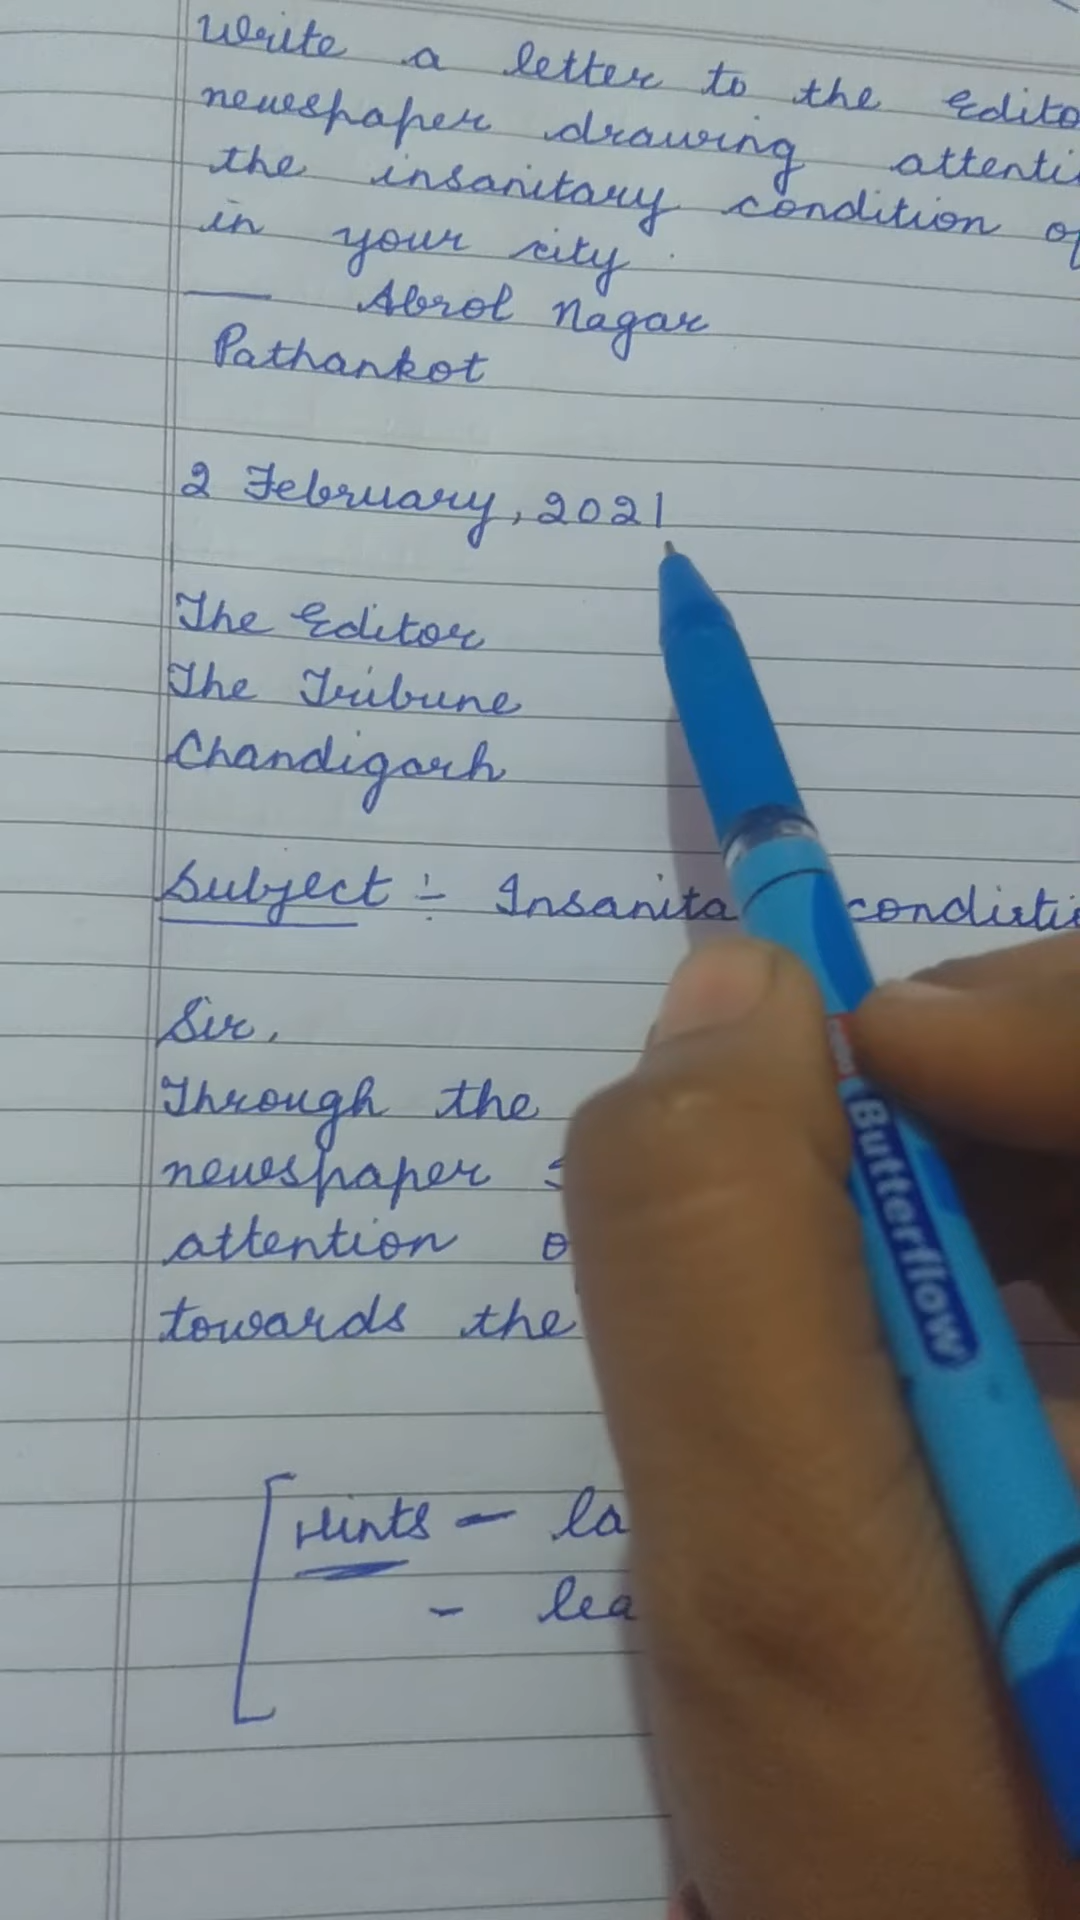 write a letter to the Edito
newspaper drawing attenti
the insanitary condition of
in your city.
— Abrol Nagar
Pathankot
2 February, 2021
The Editor
The Tribune
Chandigarh
Subject :- Insanita condisti
Sir,
Through the
newspaper
attention
towards the
Hints - la
- lea
Butterflow